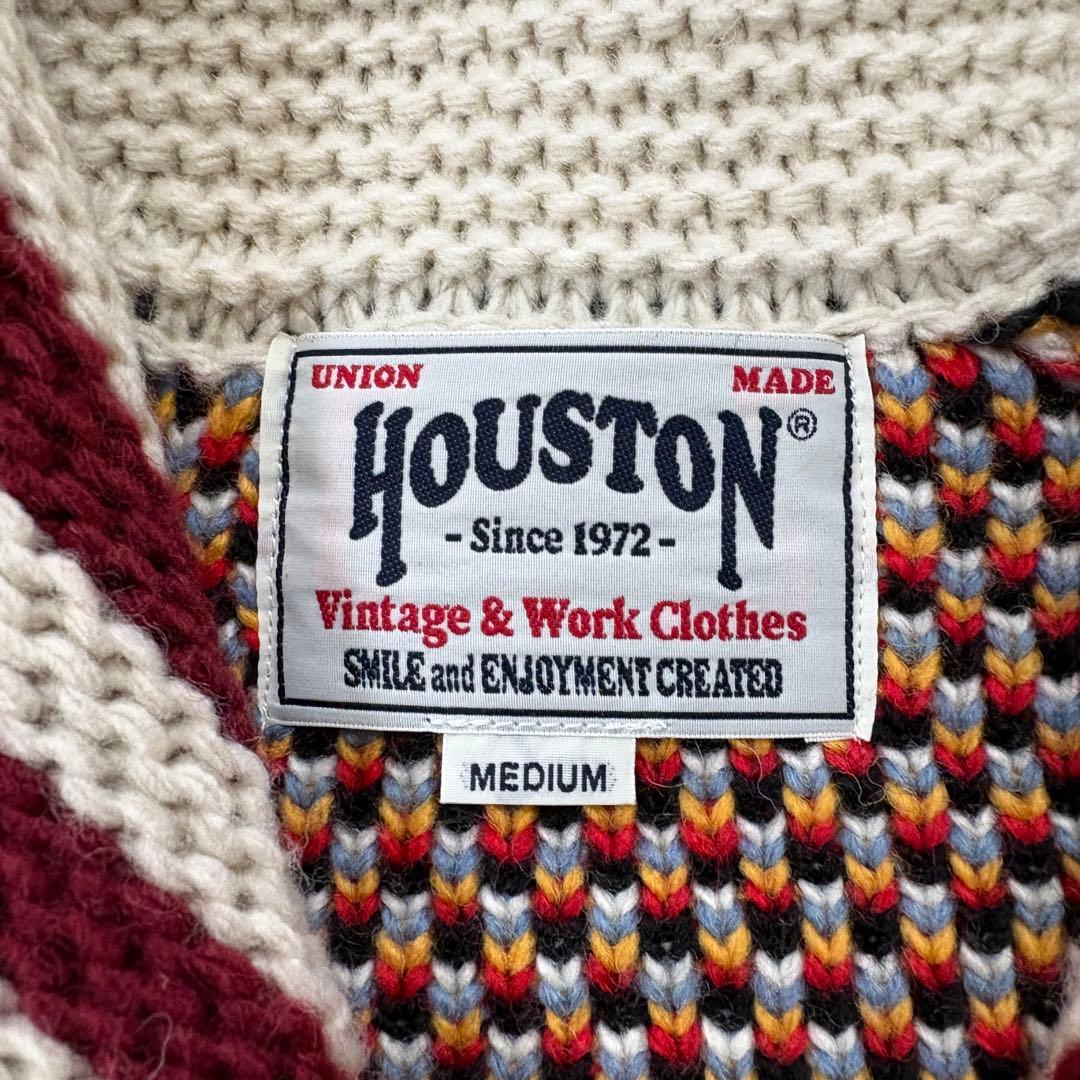 UNION MADE
HOUSTON®
- Since 1972 -
Vintage & Work Clothes
SMILE and ENJOYMENT CREATED
MEDIUM